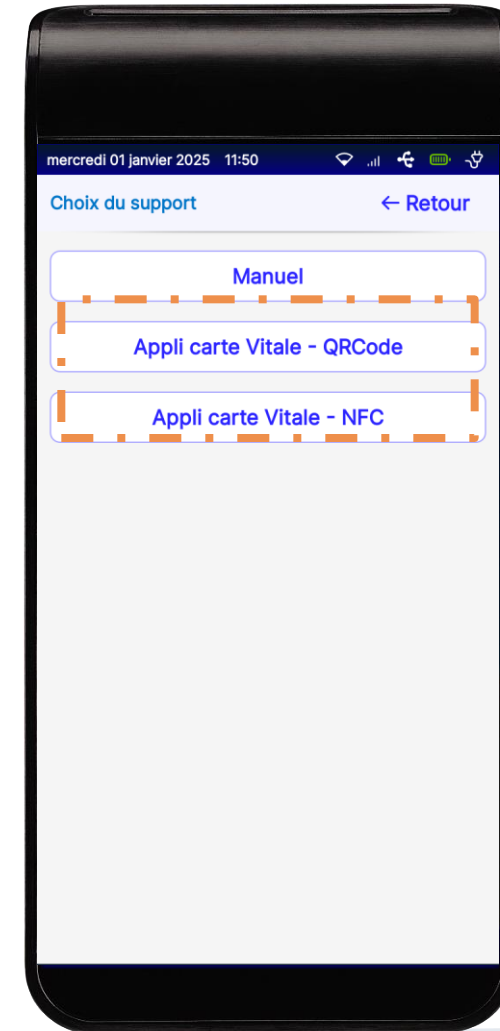 mercredi 01 janvier 2025 11:50
Choix du support ← Retour
Manuel
Appli carte Vitale - QRCode
Appli carte Vitale - NFC